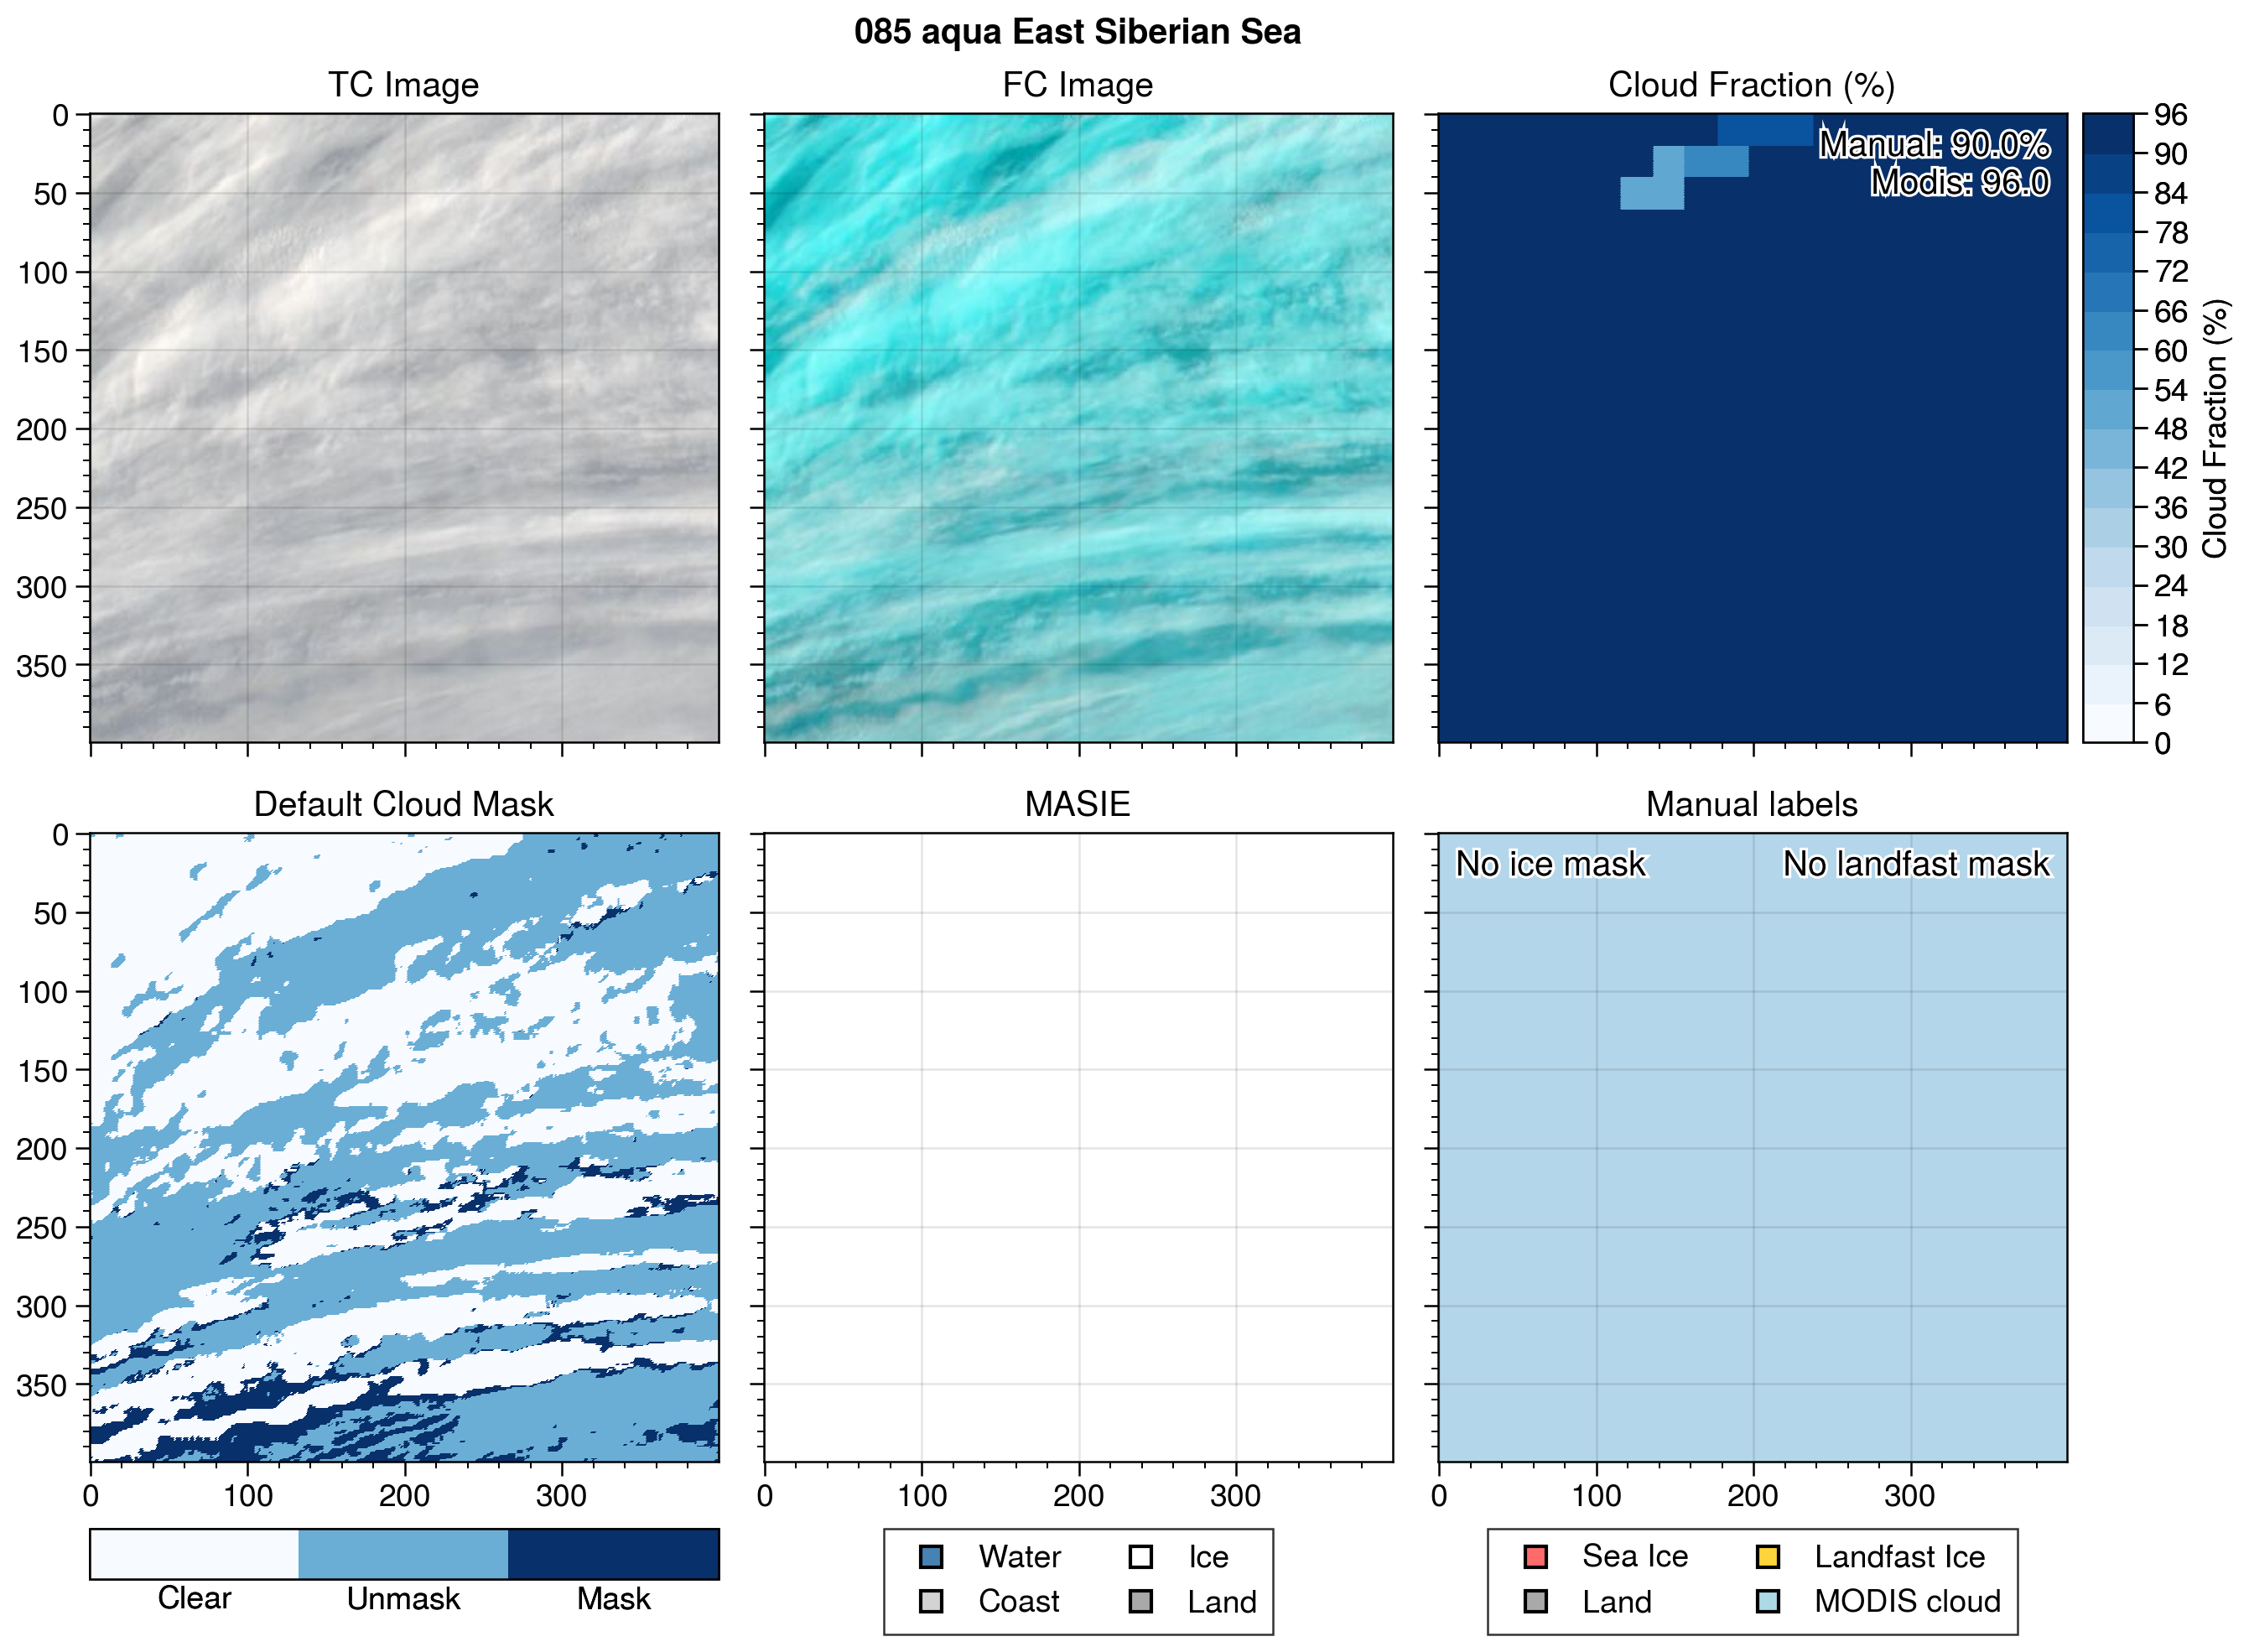 085 aqua East Siberian Sea
TC Image
FC Image
Cloud Fraction (%)
0
50
100
150
200
250
300
350
Manual: 90.0%
Modis: 96.0
96
90
84
78
72
66
60
54
48
42
36
30
24
18
12
6
0
Cloud Fraction (%)
Default Cloud Mask
MASIE
Manual labels
0
50
100
150
200
250
300
350
No ice mask
No landfast mask
0 100 200 300
0 100 200 300
0 100 200 300
Clear Unmask Mask
Water Ice
Coast Land
Sea Ice Landfast Ice
Land MODIS cloud